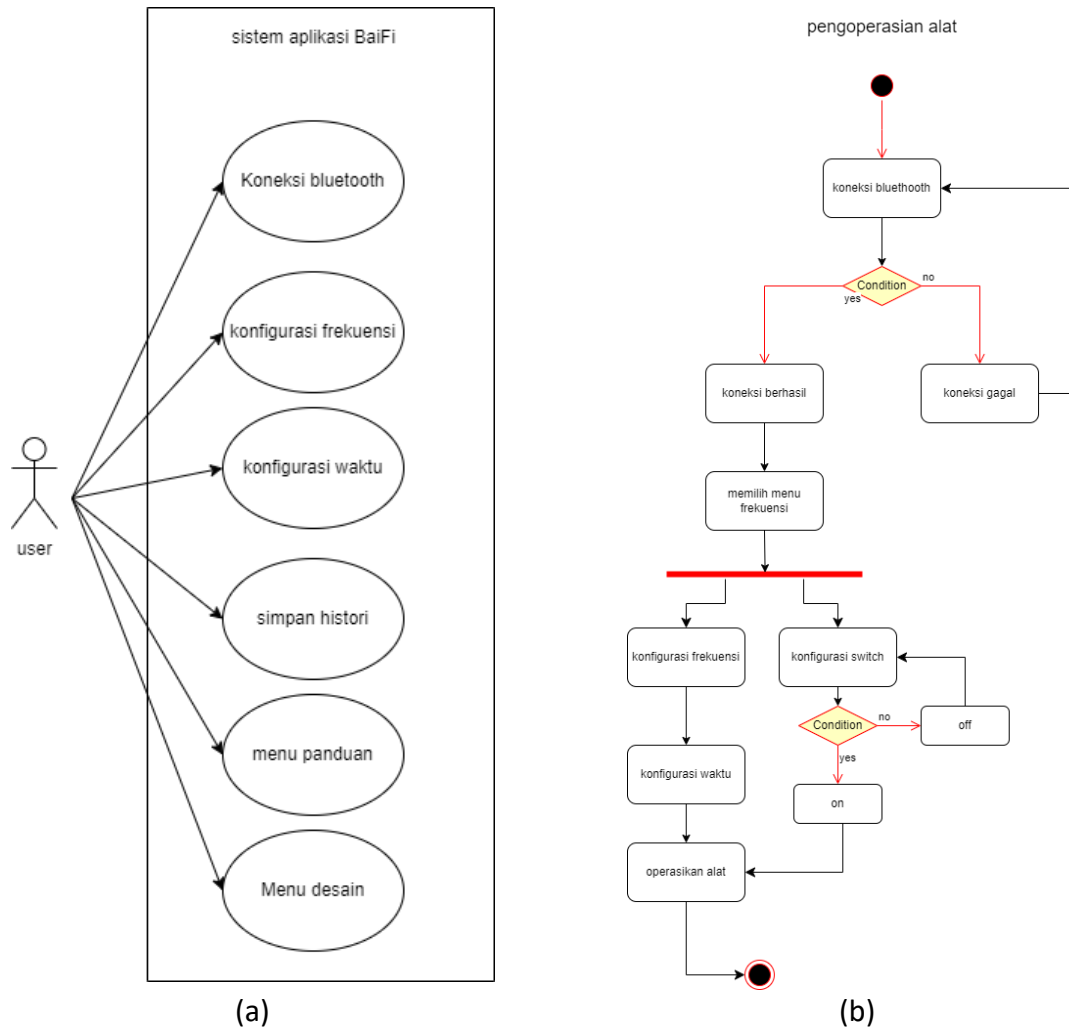 sistem aplikasi BaiFi
Koneksi bluetooth
konfigurasi frekuensi
konfigurasi waktu
simpan histori
menu panduan
Menu desain
user
(a)
pengoperasian alat
koneksi bluethooth
Condition
yes
no
koneksi berhasil
koneksi gagal
memilih menu
frekuensi
konfigurasi frekuensi
konfigurasi switch
Condition
no
off
yes
konfigurasi waktu
on
operasikan alat
(b)